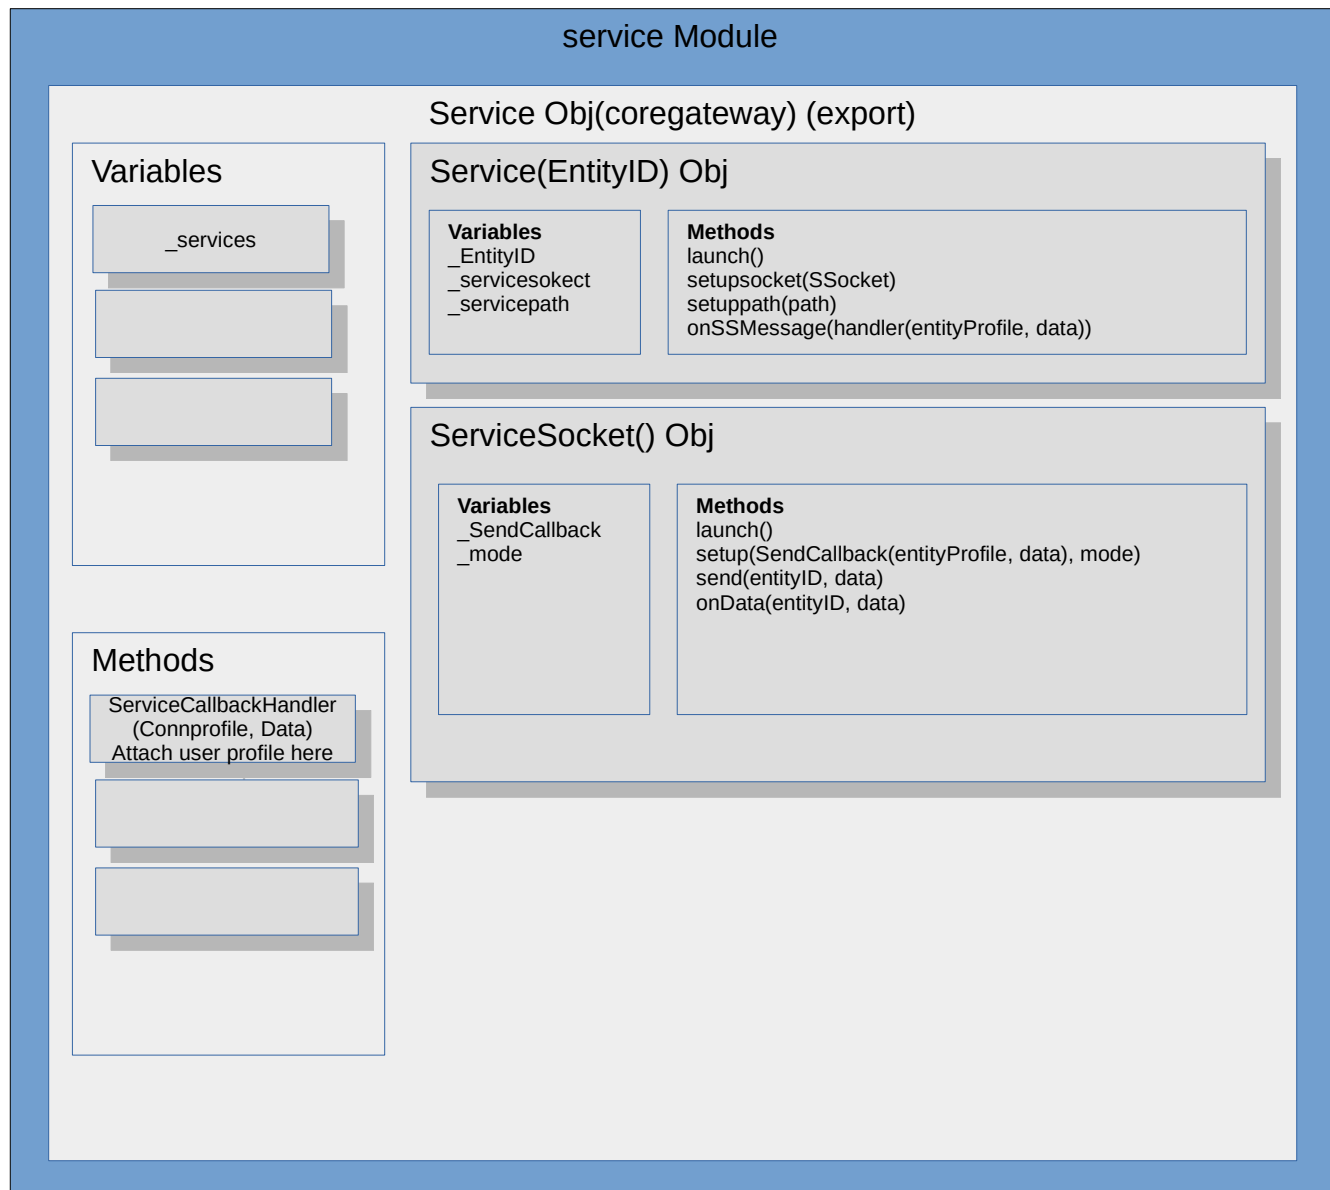 service Module
Service Obj(coregateway) (export)
Variables
_services
Methods
ServiceCallbackHandler
(Connprofile, Data)
Attach user profile here
Service(EntityID) Obj
Variables
_EntityID
_servicesokect
_servicepath
Methods
launch()
setupsocket(SSocket)
setuppath(path)
onSSMessage(handler(entityProfile, data))
ServiceSocket() Obj
Variables
_SendCallback
_mode
Methods
launch()
setup(SendCallback(entityProfile, data), mode)
send(entityID, data)
onData(entityID, data)